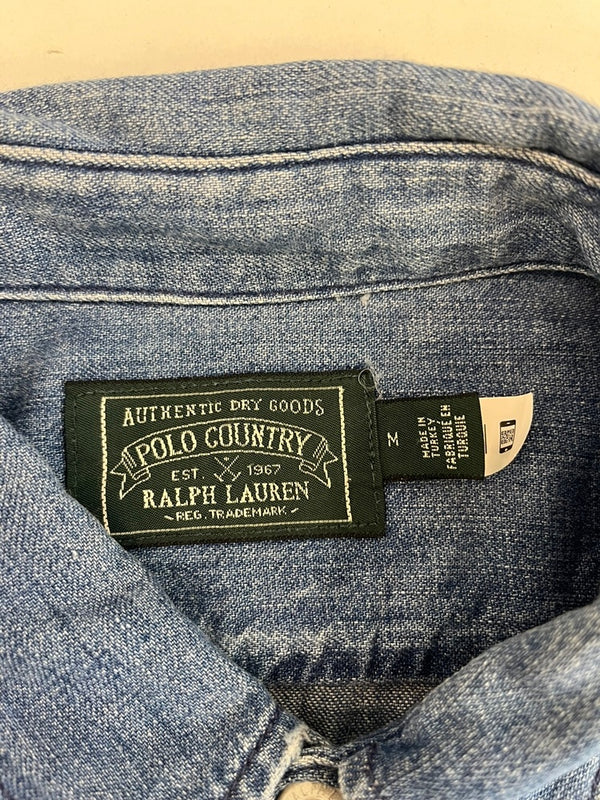 AUTHENTIC DRY GOODS
POLO COUNTRY
EST. 1967
RALPH LAUREN
- REG. TRADEMARK -
M
MADE IN
TURKEY
FABRIQUÉ EN
TURQUIE